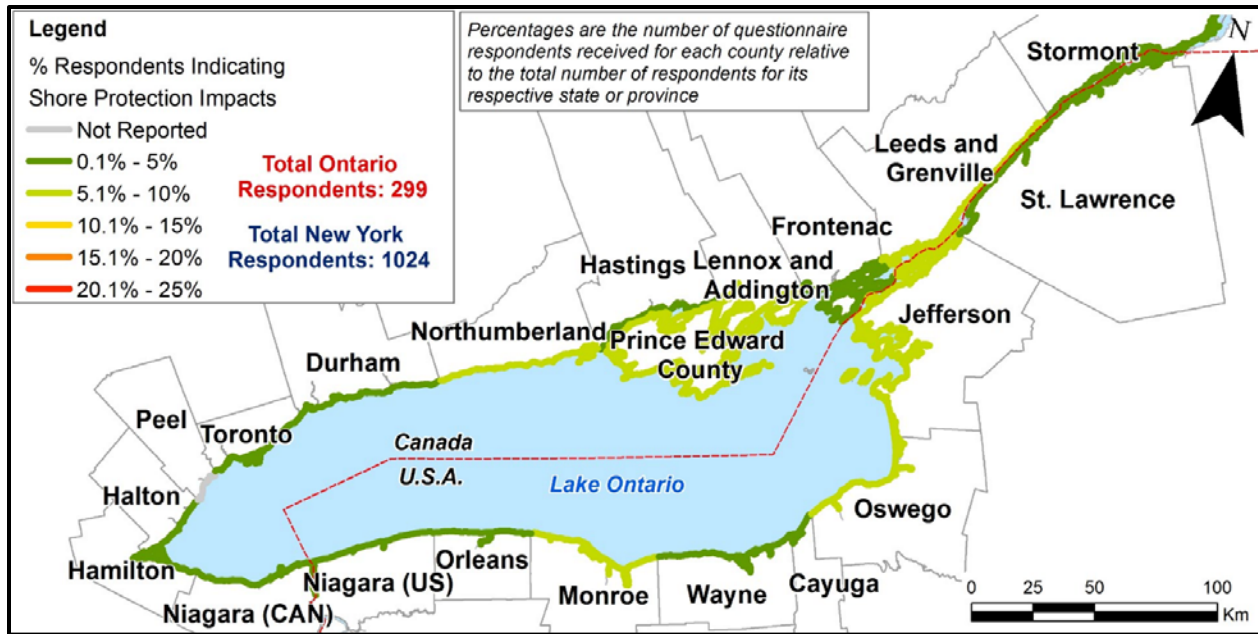 Legend
% Respondents Indicating
Shore Protection Impacts
Not Reported
0.1% - 5%
5.1% - 10%
10.1% - 15%
15.1% - 20%
20.1% - 25%
Total Ontario
Respondents: 299
Total New York
Respondents: 1024
Percentages are the number of questionnaire
respondents received for each county relative
to the total number of respondents for its
respective state or province
N
Stormont
Leeds and
Grenville
St. Lawrence
Frontenac
Hastings
Lennox and
Addington
Jefferson
Northumberland
Prince Edward
County
Durham
Peel
Toronto
Canada
U.S.A.
Lake Ontario
Halton
Oswego
Hamilton
Niagara (US)
Orleans
Niagara (CAN)
Monroe
Wayne
Cayuga
0 25 50 100
Km